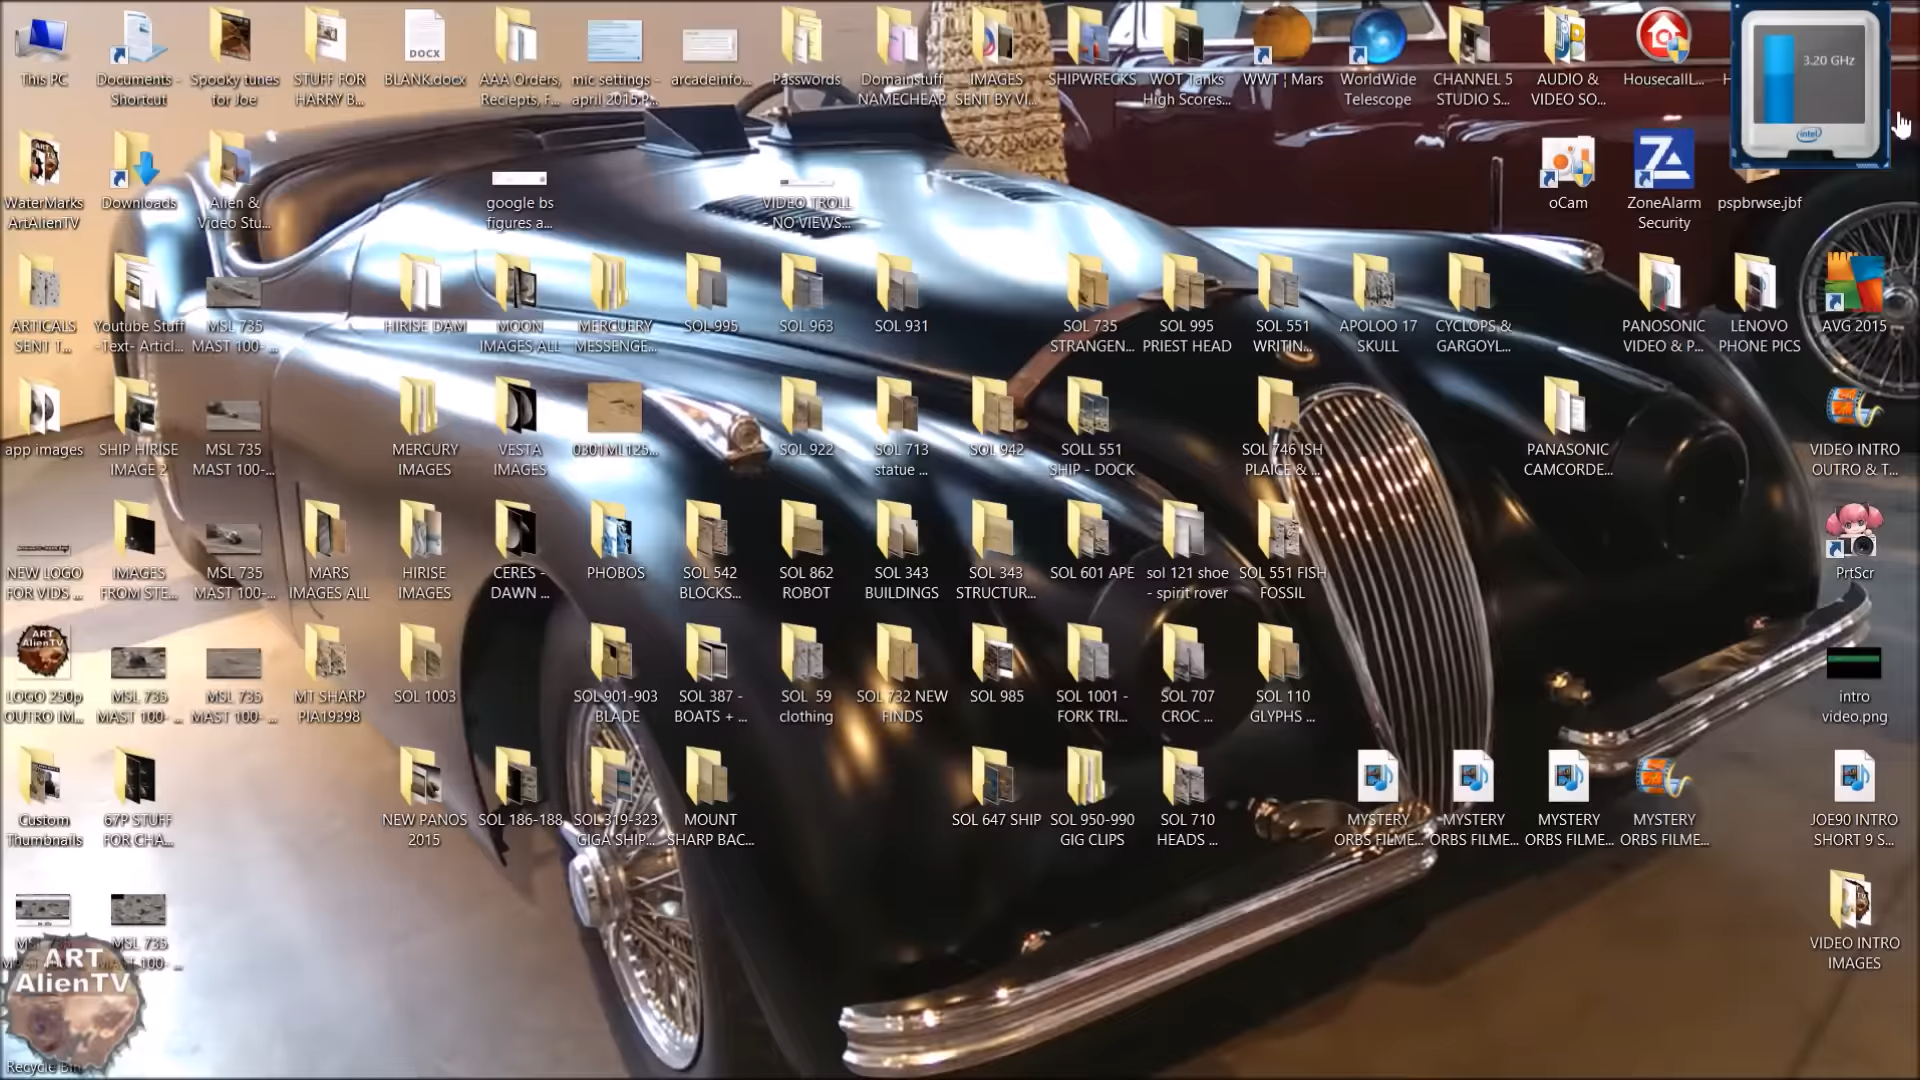 This PC
Documents -
Shortcut
Spooky tunes
for Joe
STUFF FOR
HARRY B...
DOCX
BLANK.docx
AAA Orders,
Reciepts, F...
mic settings -
april 2015 P...
arcadeinfo...
Passwords
Domainstuff
NAMECHEAP
IMAGES
SENT BY VI...
SHIPWRECKS
WOT Tanks
High Scores...
WWT ¦ Mars
WorldWide
Telescope
CHANNEL 5
STUDIO S...
AUDIO &
VIDEO SO...
HousecallL...
3.20 GHz
intel
WaterMarks
ArtAlienTV
Downloads
Alien &
Video Stu...
google bs
figures a...
VIDEO TROLL
- NO VIEWS...
oCam
ZoneAlarm
Security
pspbrwse.jbf
ARTICALS
SENT T...
Youtube Stuff
-Text- Articl...
MSL 735
MAST 100-...
HIRISE DAM
MOON
IMAGES ALL
MERCUERY
MESSENGE...
SOL 995
SOL 963
SOL 931
SOL 735
STRANGEN...
SOL 995
PRIEST HEAD
SOL 551
WRITIN...
APOLOO 17
SKULL
CYCLOPS &
GARGOYL...
PANOSONIC
VIDEO & P...
LENOVO
PHONE PICS
AVG 2015
app images
SHIP HIRISE
IMAGE 2
MSL 735
MAST 100-...
MERCURY
IMAGES
VESTA
IMAGES
0301ML125...
SOL 922
SOL 713
statue ...
SOL 942
SOLL 551
SHIP - DOCK
SOL 746 ISH
PLAICE & ...
PANASONIC
CAMCORDE...
VIDEO INTRO
OUTRO & T...
NEW LOGO
FOR VIDS ...
IMAGES
FROM STE...
MSL 735
MAST 100-...
MARS
IMAGES ALL
HIRISE
IMAGES
CERES -
DAWN ...
PHOBOS
SOL 542
BLOCKS...
SOL 862
ROBOT
SOL 343
BUILDINGS
SOL 343
STRUCTUR...
SOL 601 APE
sol 121 shoe
- spirit rover
SOL 551 FISH
FOSSIL
PrtScr
ART
AlienTV
LOGO 250p
OUTRO IM...
MSL 735
MAST 100- ...
MSL 735
MAST 100- ...
MT SHARP
PIA19398
SOL 1003
SOL 901-903
BLADE
SOL 387 -
BOATS + ...
SOL 59
clothing
SOL 732 NEW
FINDS
SOL 985
SOL 1001 -
FORK TRI...
SOL 707
CROC ...
SOL 110
GLYPHS ...
intro
video.png
Custom
Thumbnails
67P STUFF
FOR CHA...
NEW PANOS
2015
SOL 186-188
SOL 319-323
GIGA SHIP...
MOUNT
SHARP BAC...
SOL 647 SHIP
SOL 950-990
GIG CLIPS
SOL 710
HEADS ...
MYSTERY
ORBS FILME...
MYSTERY
ORBS FILME...
MYSTERY
ORBS FILME...
MYSTERY
ORBS FILME...
JOE90 INTRO
SHORT 9 S...
MSL 735
MSL 735
MAST 100- ...
VIDEO INTRO
IMAGES
ART
AlienTV
Recycle Bin